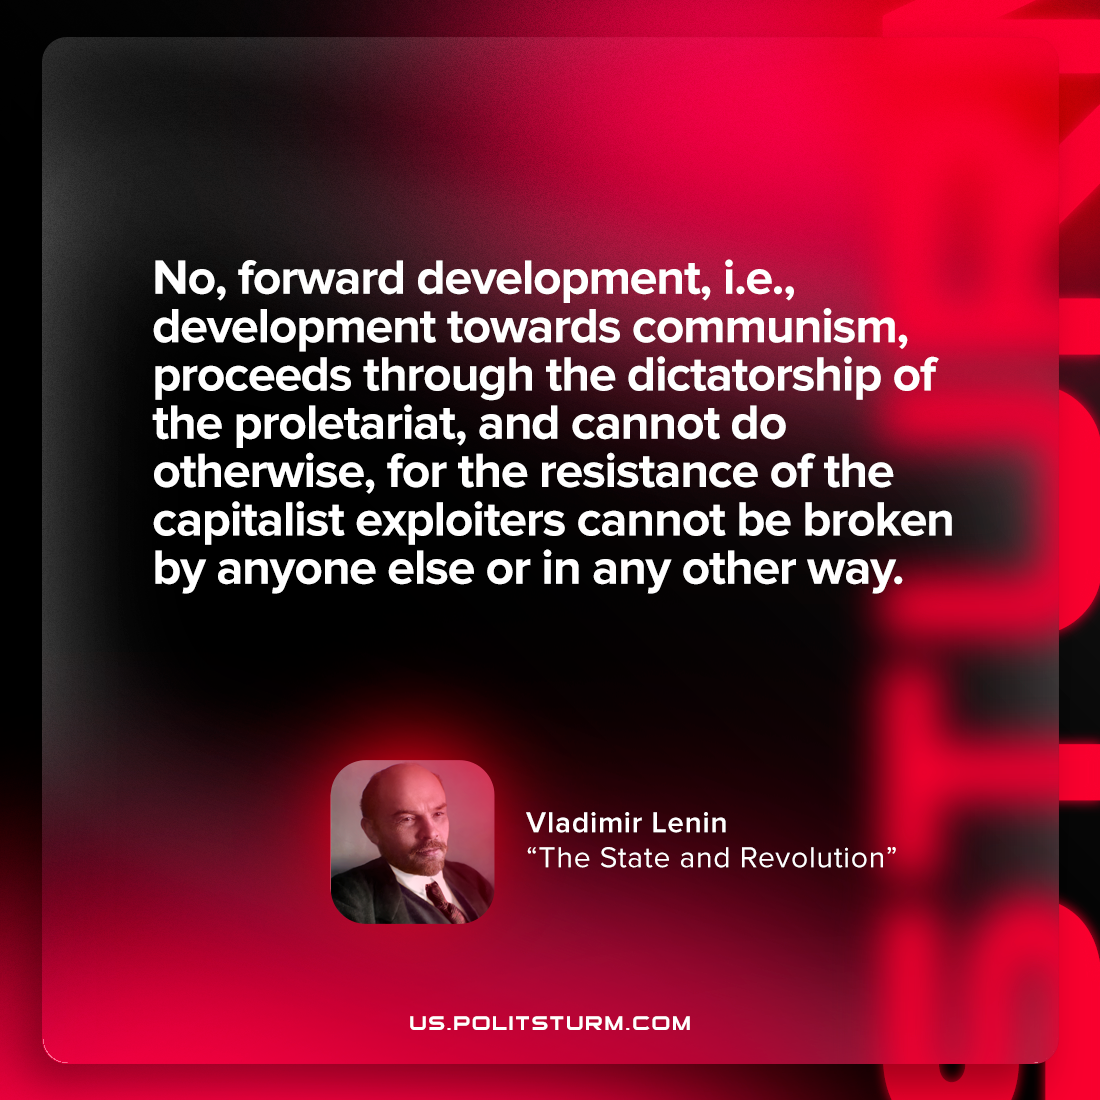 No, forward development, i.e.,
development towards communism,
proceeds through the dictatorship of
the proletariat, and cannot do
otherwise, for the resistance of the
capitalist exploiters cannot be broken
by anyone else or in any other way.
Vladimir Lenin
“The State and Revolution”
US.POLITSTURM.COM